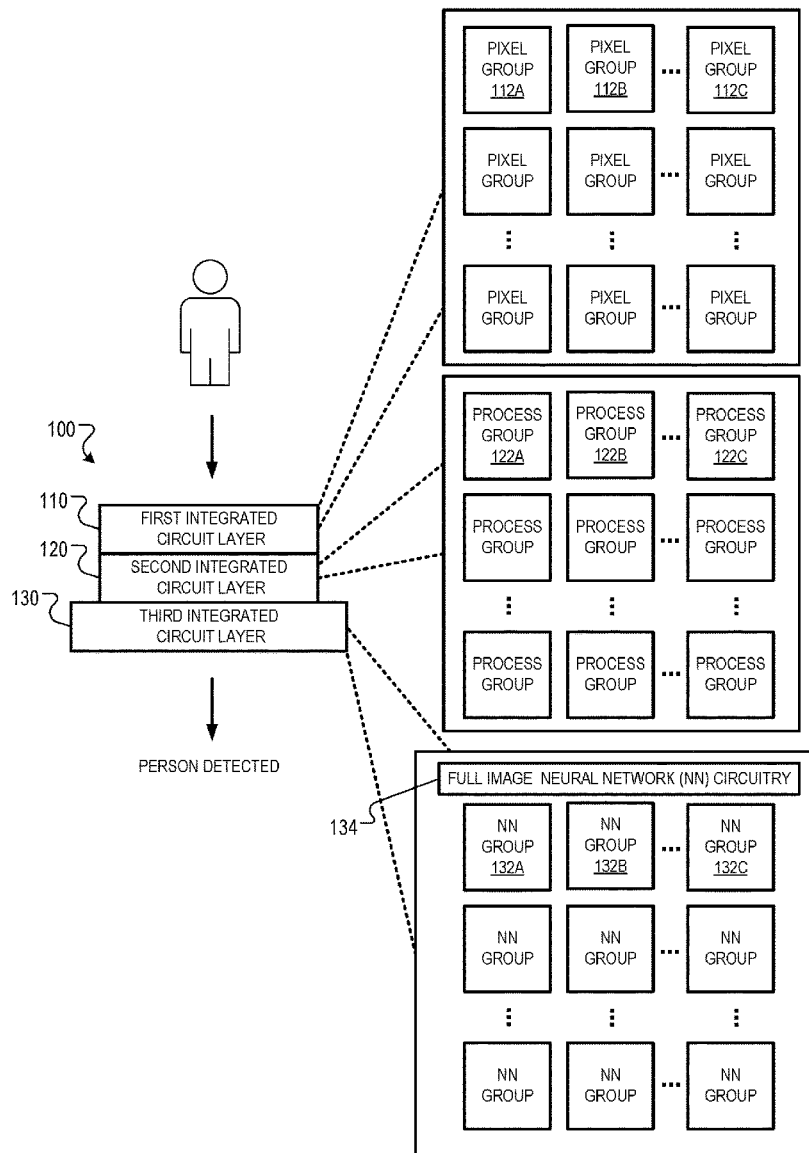 PIXEL
GROUP
112A
PIXEL
GROUP
112B
PIXEL
GROUP
112C
PIXEL
GROUP
PIXEL
GROUP
PIXEL
GROUP
PIXEL
GROUP
PIXEL
GROUP
PIXEL
GROUP
PROCESS
GROUP
122A
PROCESS
GROUP
122B
PROCESS
GROUP
122C
PROCESS
GROUP
PROCESS
GROUP
PROCESS
GROUP
PROCESS
GROUP
PROCESS
GROUP
PROCESS
GROUP
100
110
FIRST INTEGRATED
CIRCUIT LAYER
120
SECOND INTEGRATED
CIRCUIT LAYER
130
THIRD INTEGRATED
CIRCUIT LAYER
PERSON DETECTED
FULL IMAGE NEURAL NETWORK (NN) CIRCUITRY
134
NN
GROUP
132A
NN
GROUP
132B
NN
GROUP
132C
NN
GROUP
NN
GROUP
NN
GROUP
NN
GROUP
NN
GROUP
NN
GROUP